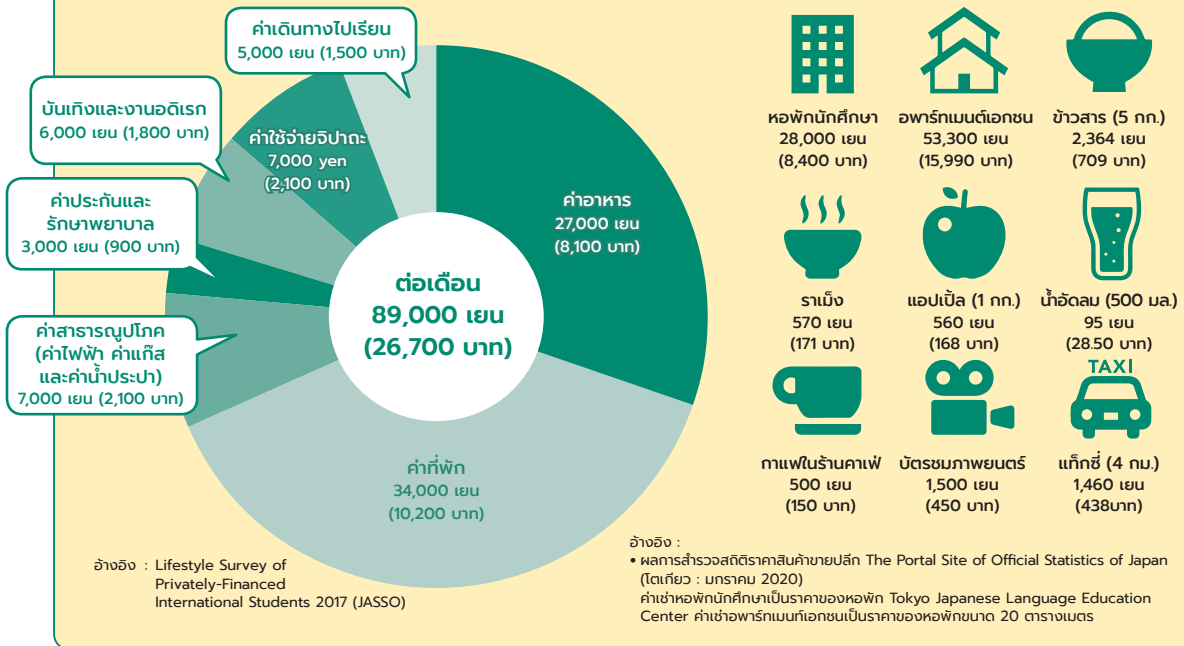 ค่าเดินทางไปเรียน
5,000 เยน (1,500 บาท)
บันเทิงและงานอดิเรก
6,000 เยน (1,800 บาท)
ค่าใช้จ่ายจิปาถะ
7,000 yen
(2,100 บาท)
ค่าประกันและ
รักษาพยาบาล
3,000 เยน (900 บาท)
ค่าสาธารณูปโภค
(ค่าไฟฟ้า ค่าแก๊ส
และค่าน้ำประปา)
7,000 เยน (2,100 บาท)
ค่าอาหาร
27,000 เยน
(8,100 บาท)
ต่อเดือน
89,000 เยน
(26,700 บาท)
ค่าที่พัก
34,000 เยน
(10,200 บาท)
อ้างอิง : Lifestyle Survey of
Privately-Financed
International Students 2017 (JASSO)
หอพักนักศึกษา
28,000 เยน
(8,400 บาท)
อพาร์ทเมนต์เอกชน
53,300 เยน
(15,990 บาท)
ข้าวสาร (5 กก.)
2,364 เยน
(709 บาท)
ราเม็ง
570 เยน
(171 บาท)
แอปเปิ้ล (1 กก.)
560 เยน
(168 บาท)
น้ำอัดลม (500 มล.)
95 เยน
(28.50 บาท)
กาแฟในร้านคาเฟ่
500 เยน
(150 บาท)
บัตรชมภาพยนตร์
1,500 เยน
(450 บาท)
TAXI
แท็กซี่ (4 กม.)
1,460 เยน
(438บาท)
อ้างอิง :
• ผลการสำรวจสถิติราคาสินค้าขายปลีก The Portal Site of Official Statistics of Japan
(โตเกียว : มกราคม 2020)
ค่าเช่าหอพักนักศึกษาเป็นราคาของหอพัก Tokyo Japanese Language Education
Center ค่าเช่าอพาร์ทเมนท์เอกชนเป็นราคาของหอพักขนาด 20 ตารางเมตร